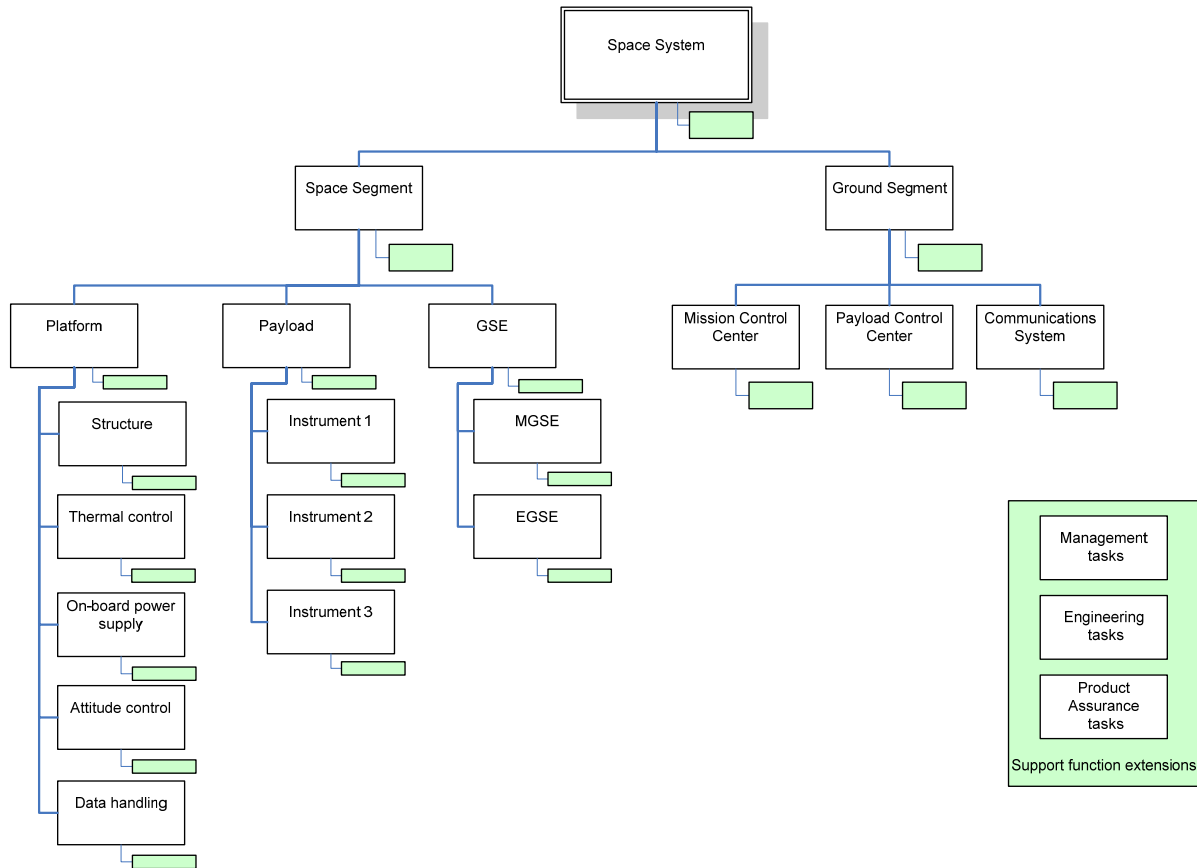 Space System
Space Segment
Ground Segment
Platform
Payload
GSE
Mission Control
Center
Payload Control
Center
Communications
System
Structure
Thermal control
On-board power
supply
Attitude control
Data handling
Instrument 1
Instrument 2
Instrument 3
MGSE
EGSE
Management
tasks
Engineering
tasks
Product
Assurance
tasks
Support function extensions